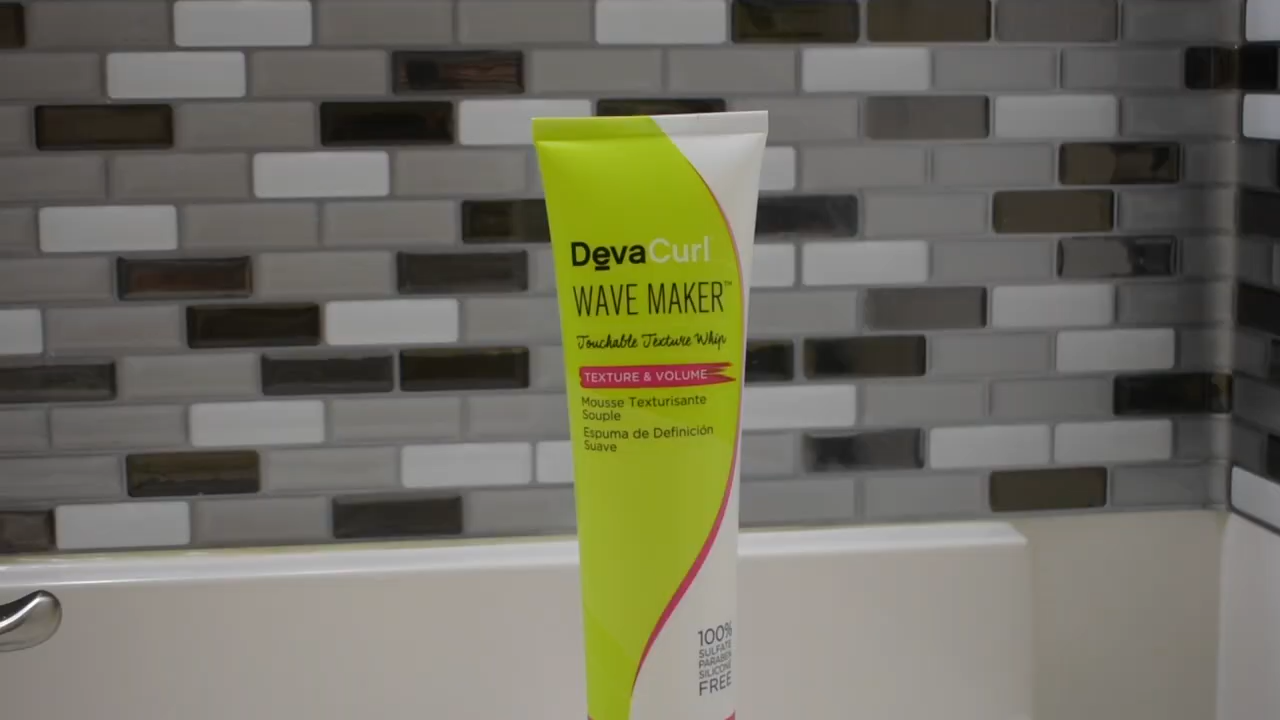 DevaCurl
WAVE MAKER™
Touchable Texture Whip
TEXTURE & VOLUME
Mousse Texturisante
Souple
Espuma de Definición
Suave
100%
SULFATE
PARABEN
SILICONE
FREE